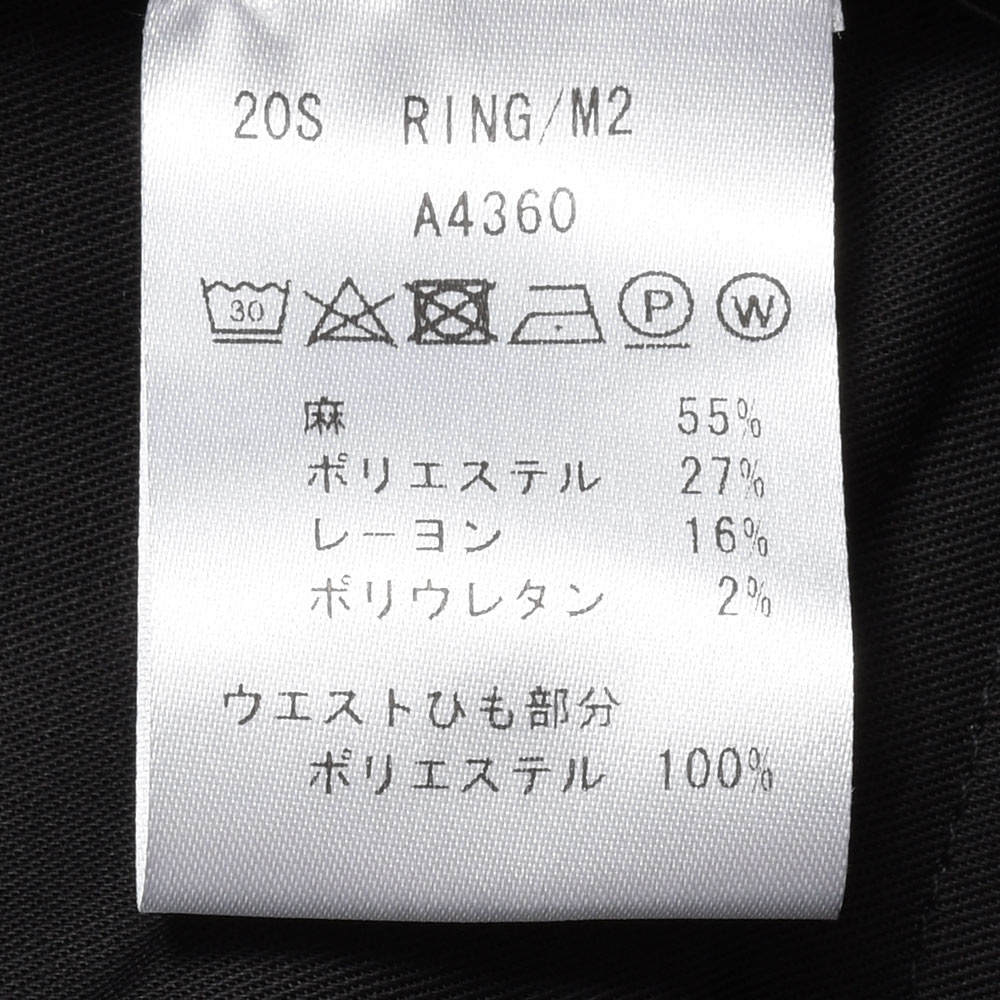 20S RING/M2
A4360
30 P W
麻 55%
ポリエステル 27%
レーヨン 16%
ポリウレタン 2%
ウエストひも部分
ポリエステル 100%